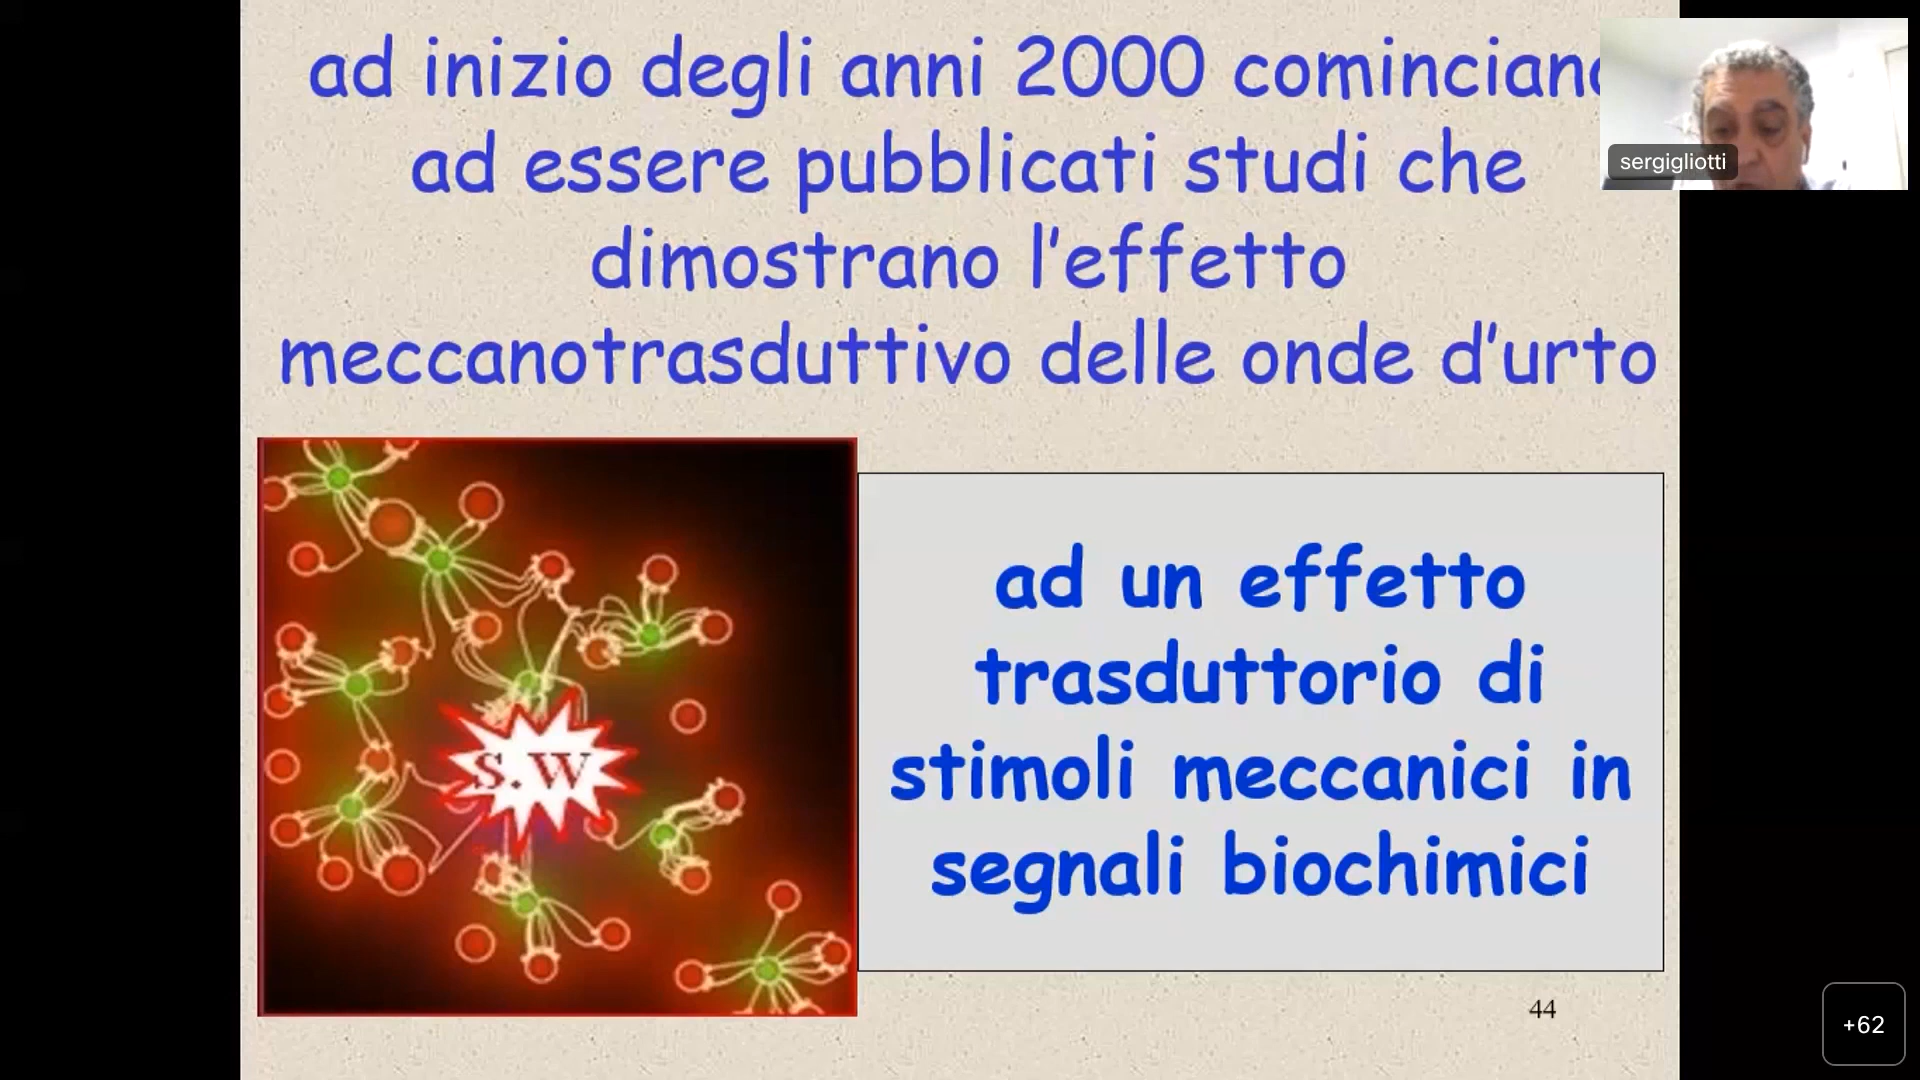 ad inizio degli anni 2000 cominciano
ad essere pubblicati studi che
dimostrano l'effetto
meccanotrasduttivo delle onde d'urto
sergigliotti
S.W
ad un effetto
trasduttorio di
stimoli meccanici in
segnali biochimici
44
+62